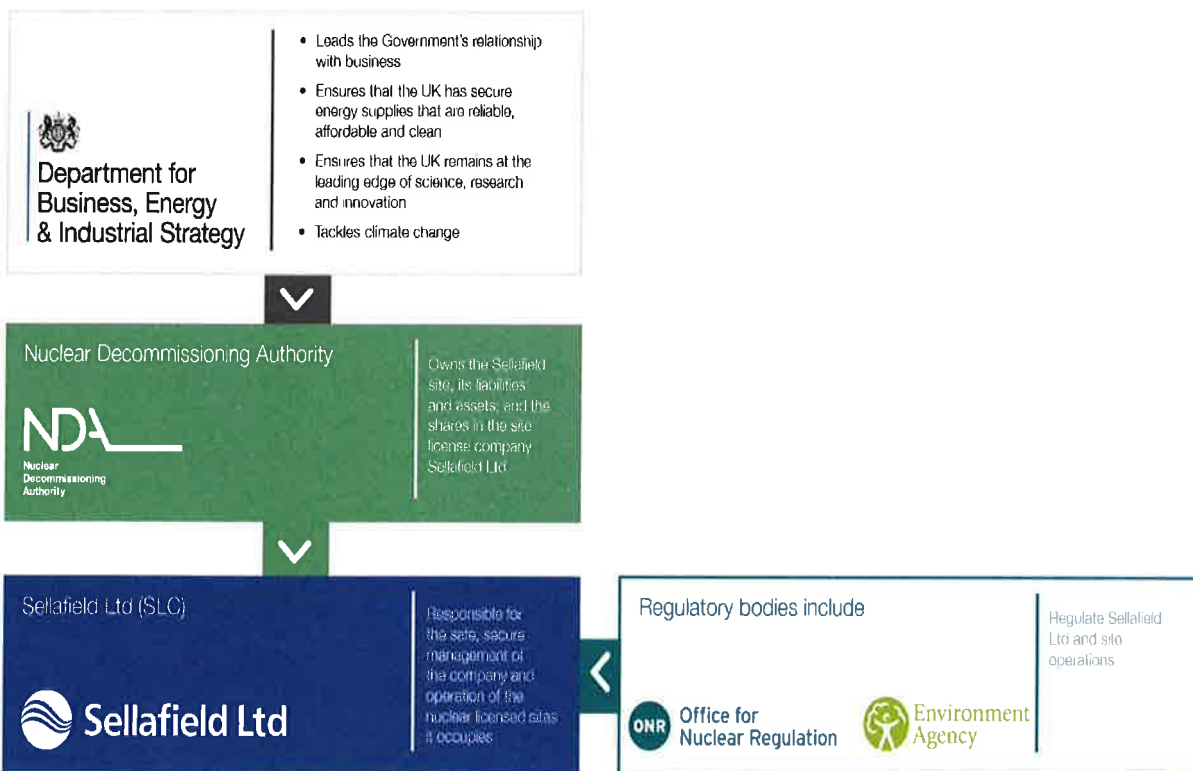 Department for
Business, Energy
& Industrial Strategy
• Leads the Government's relationship
with business
• Ensures that the UK has secure
energy supplies that are reliable,
affordable and clean
• Ensures that the UK remains at the
leading edge of science, research
and innovation
• Tackles climate change
Nuclear Decommissioning Authority
NDA
Nuclear
Decommissioning
Authority
Owns the Sellafield
site, its liabilities
and assets, and the
shares in the site
license company
Sellafield Ltd
Sellafield Ltd (SLC)
Sellafield Ltd
Responsible for
the safe, secure
management of
the company and
operation of the
nuclear licensed sites
it occupies
Regulatory bodies include
ONR
Office for
Nuclear Regulation
Environment
Agency
Regulate Sellafield
Ltd and site
operations